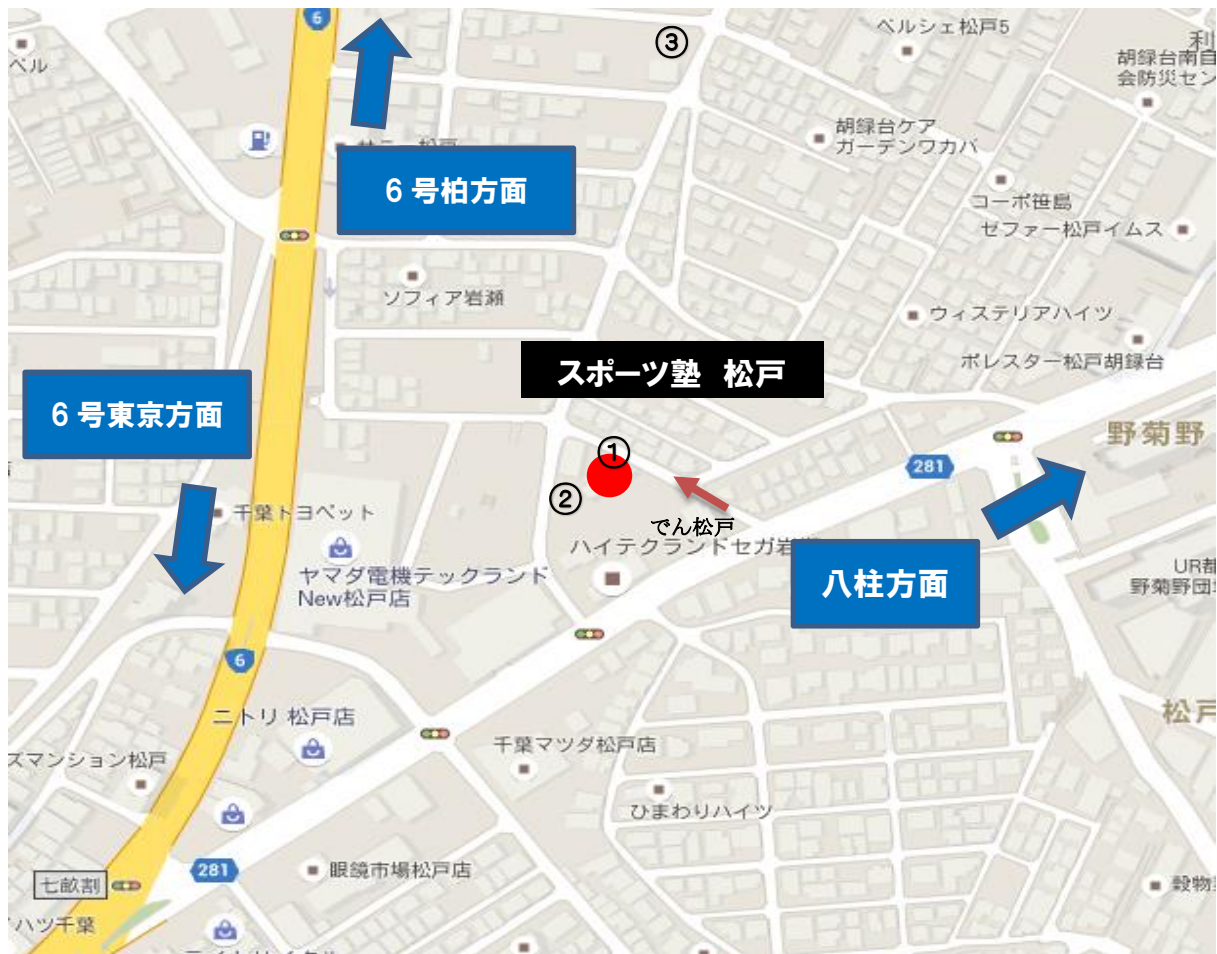 6
③
ベルシェ松戸5
利
胡録台南自
会防災セン
ベル
胡録台ケア
ガーデンワカバ
6 号柏方面
コーポ笹島
ゼファー松戸イムス
ソフィア岩瀬
ウィステリアハイツ
ポレスター松戸胡録台
スポーツ塾 松戸
6 号東京方面
①
野菊野
281
②
千葉トヨペット
でん松戸
ハイテクランドセガ岩
ヤマダ電機テックランド
New松戸店
八柱方面
UR都
野菊野団
6
ニトリ 松戸店
松戸
千葉マツダ松戸店
ズマンション松戸
ひまわりハイツ
281
眼鏡市場松戸店
七畝割
穀物
ハツ千葉